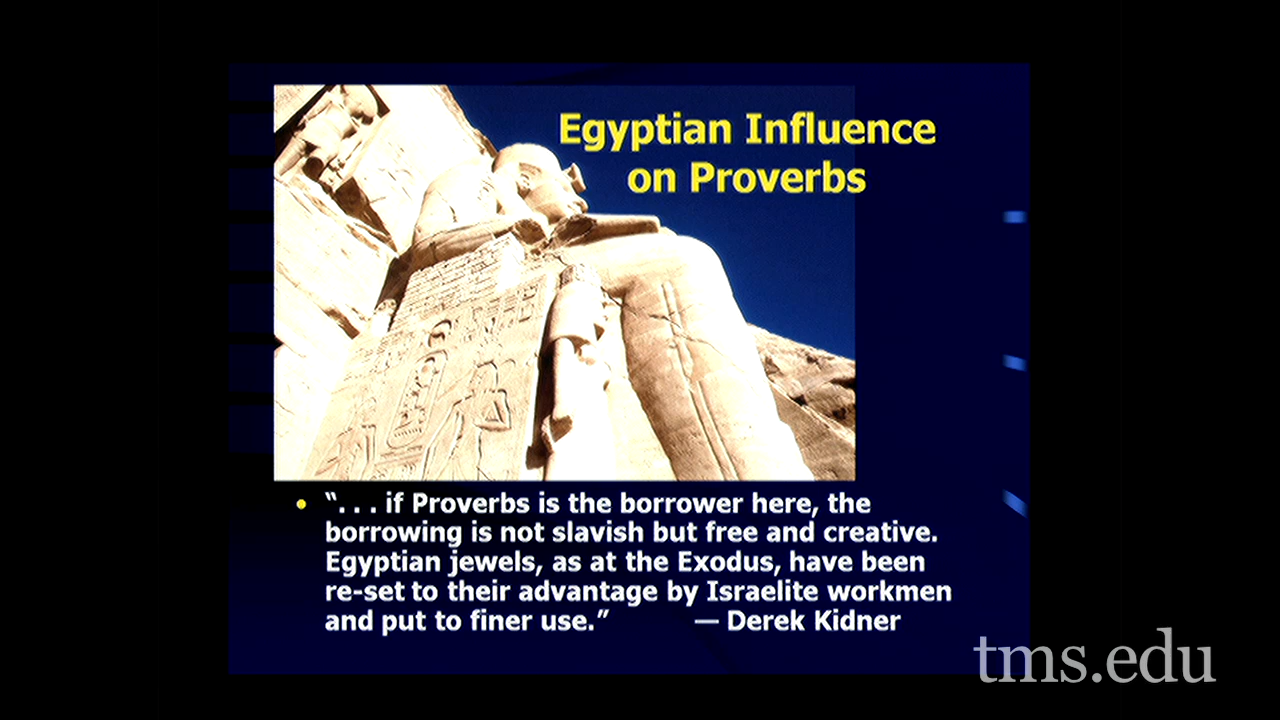 Egyptian Influence
on Proverbs
• “. . . if Proverbs is the borrower here, the
borrowing is not slavish but free and creative.
Egyptian jewels, as at the Exodus, have been
re-set to their advantage by Israelite workmen
and put to finer use.” — Derek Kidner
tms.edu